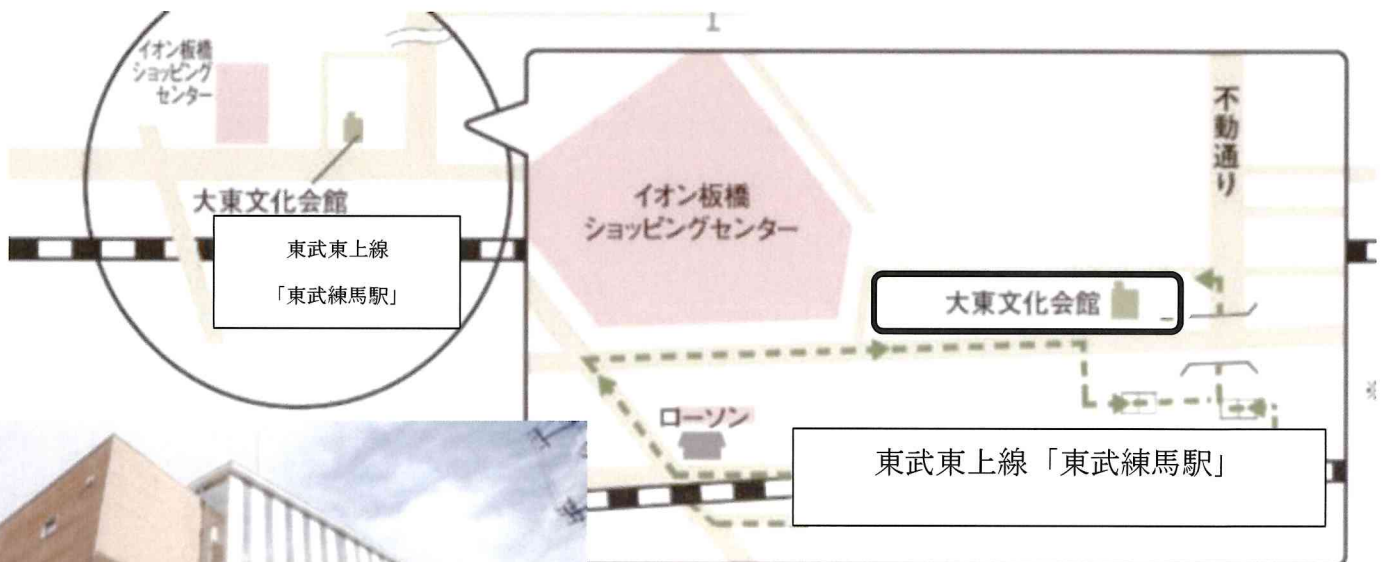 イオン板橋
ショッピング
センター
大東文化会館
東武東上線
「東武練馬駅」
イオン板橋
ショッピングセンター
不動通り
大東文化会館
ローソン
東武東上線「東武練馬駅」